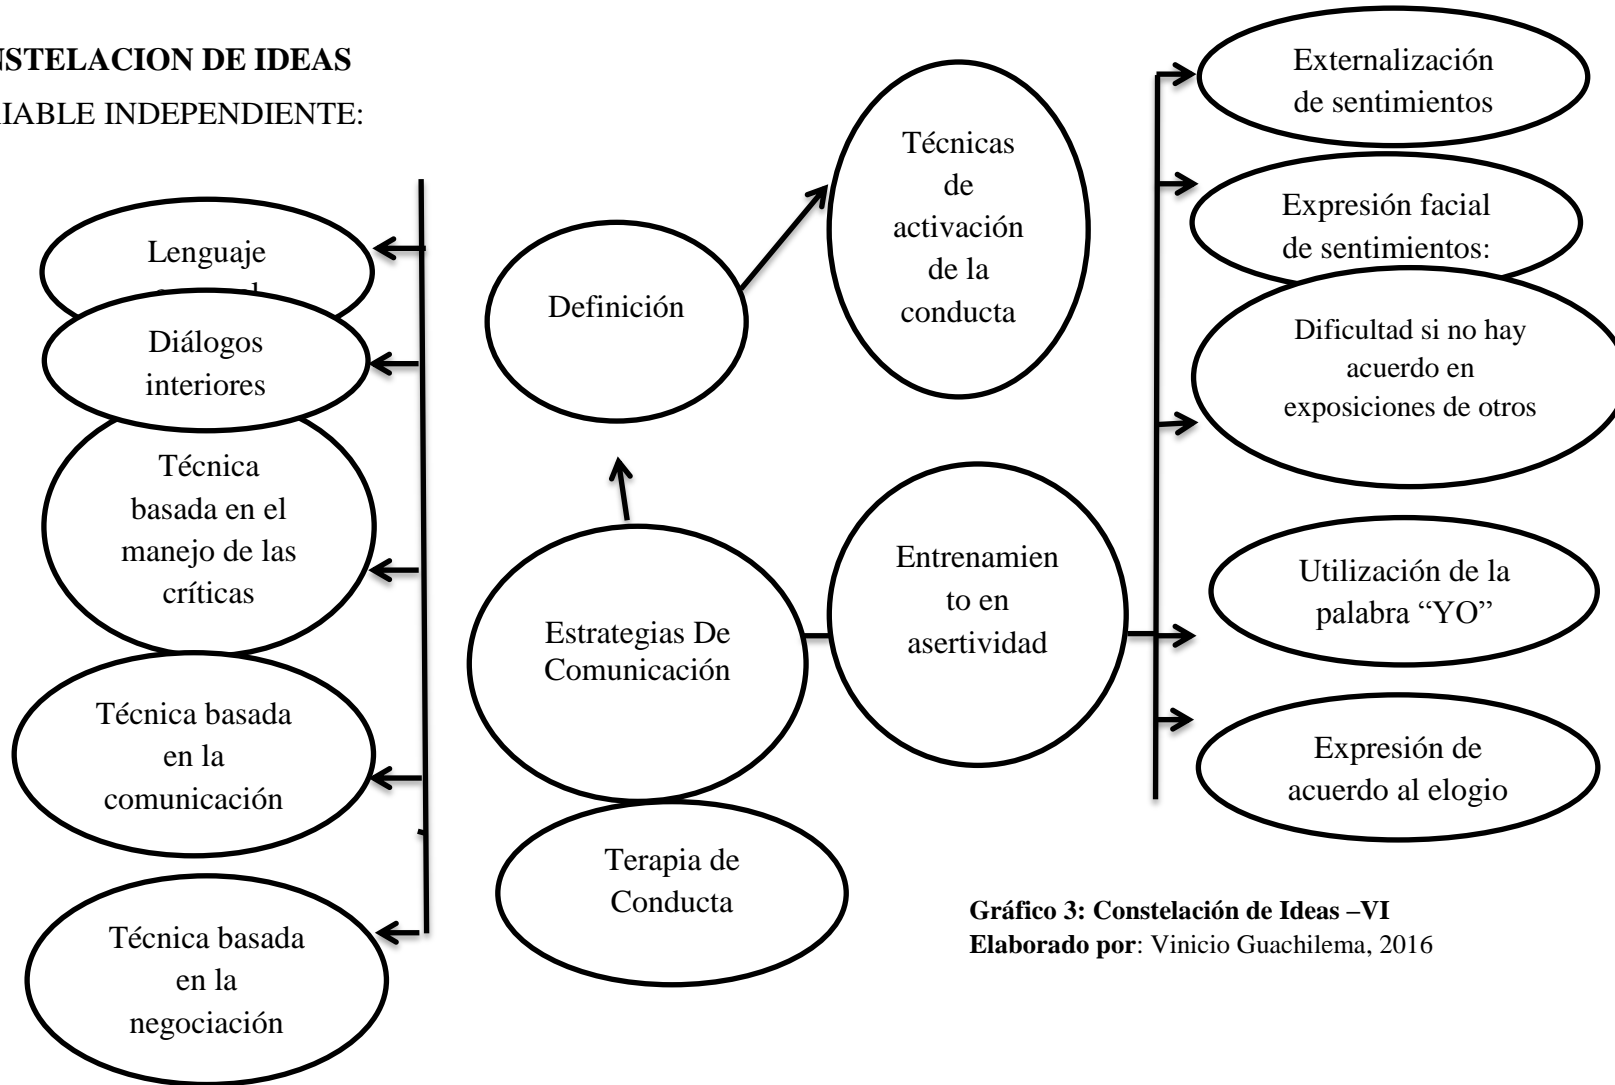 NSTELACION DE IDEAS
RIABLE INDEPENDIENTE:
Lenguaje
Diálogos
interiores
Técnica
basada en el
manejo de las
críticas
Técnica basada
en la
comunicación
Técnica basada
en la
negociación
Definición
Técnicas
de
activación
de la
conducta
Estrategias De
Comunicación
Entrenamien
to en
asertividad
Terapia de
Conducta
Externalización
de sentimientos
Expresión facial
de sentimientos:
Dificultad si no hay
acuerdo en
exposiciones de otros
Utilización de la
palabra “YO”
Expresión de
acuerdo al elogio
Gráfico 3: Constelación de Ideas –VI
Elaborado por: Vinicio Guachilema, 2016